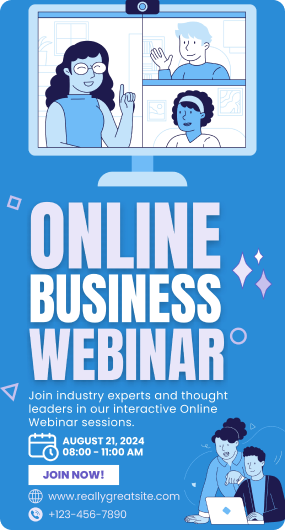 ONLINE
BUSINESS
WEBINAR
Join industry experts and thought
leaders in our interactive Online
Webinar sessions.
AUGUST 21, 2024
08:00 - 11:00 AM
JOIN NOW!
www.reallygreatsite.com
+123-456-7890